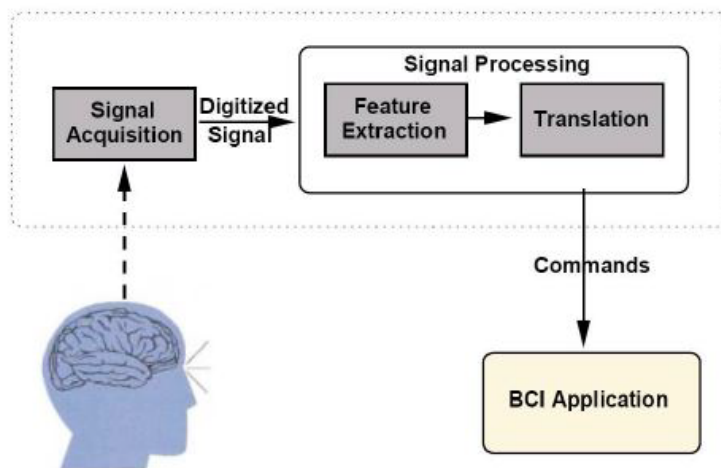 Signal Processing
Signal
Acquisition
Digitized
Signal
Feature
Extraction
Translation
Commands
BCI Application